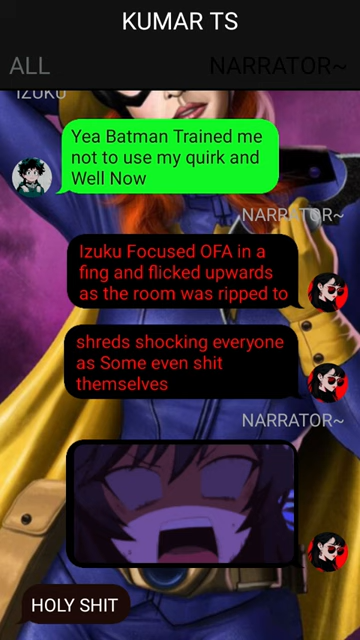 KUMAR TS
ALL
NARRATOR~
IZUKU
Yea Batman Trained me
not to use my quirk and
Well Now
NARRATOR~
Izuku Focused OFA in a
fing and flicked upwards
as the room was ripped to
shreds shocking everyone
as Some even shit
themselves
NARRATOR~
HOLY SHIT